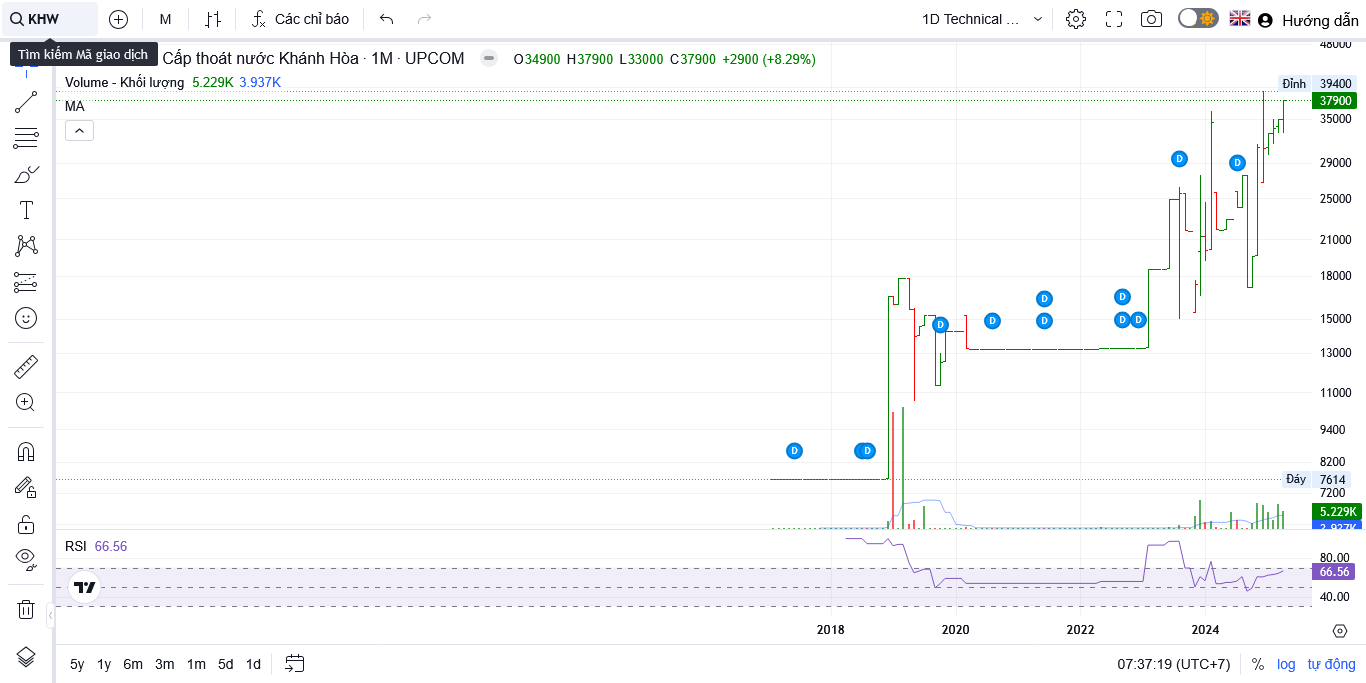 KHW
M
Các chỉ báo
1D Technical ...
Hướng dẫn
Tìm kiếm Mã giao dịch
Cấp thoát nước Khánh Hòa · 1M · UPCOM
O34900 H37900 L33000 C37900 +2900 (+8.29%)
Volume - Khối lượng 5.229K 3.937K
MA
48000
Đỉnh 39400
37900
35000
29000
25000
21000
18000
15000
13000
11000
9400
8200
Đáy 7614
7200
5.229K
3.937K
D
D
D
D
D
D
D
D
D
D
D
D
RSI 66.56
80.00
66.56
40.00
2018 2020 2022 2024
5y 1y 6m 3m 1m 5d 1d
07:37:19 (UTC+7) % log tự động